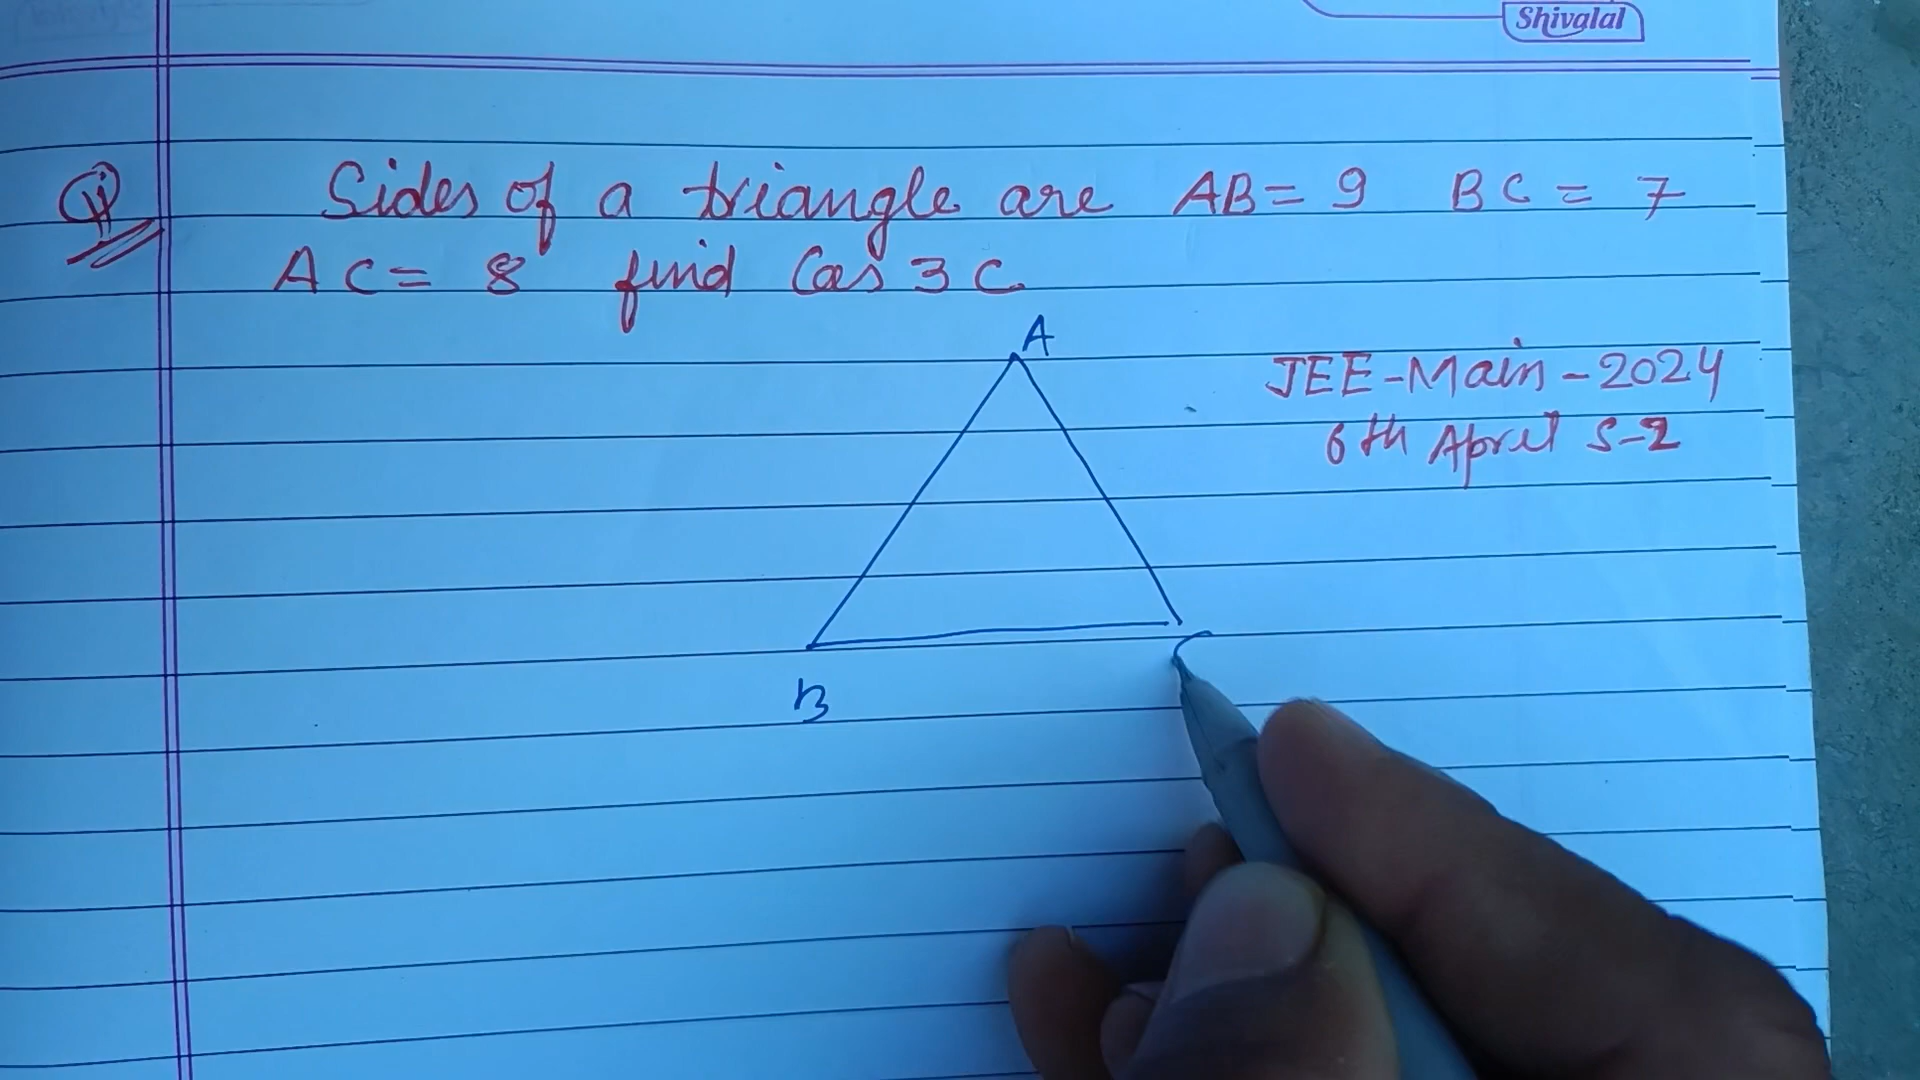 Shivalal
Q Sides of a triangle are AB = 9 BC = 7
AC = 8 find Cos 3C
A
JEE-Main-2024
6th April S-2
B
C